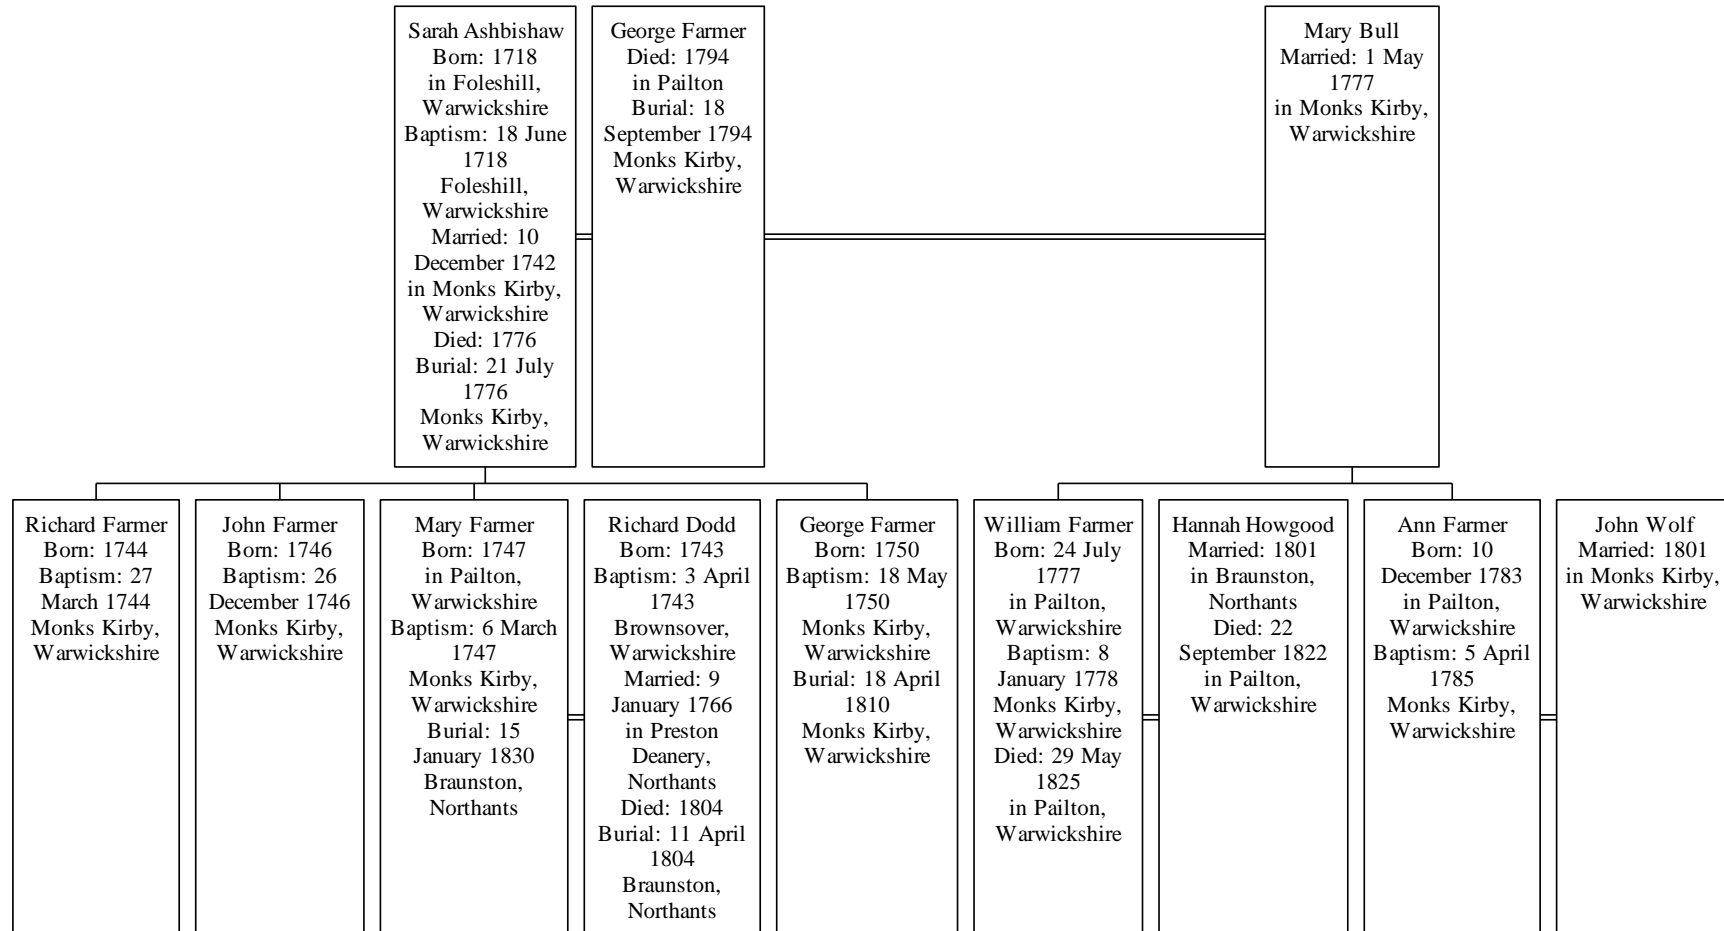 Sarah Ashbishaw
Born: 1718
in Foleshill,
Warwickshire
Baptism: 18 June
1718
Foleshill,
Warwickshire
Married: 10
December 1742
in Monks Kirby,
Warwickshire
Died: 1776
Burial: 21 July
1776
Monks Kirby,
Warwickshire
George Farmer
Died: 1794
in Pailton
Burial: 18
September 1794
Monks Kirby,
Warwickshire
Mary Bull
Married: 1 May
1777
in Monks Kirby,
Warwickshire
Richard Farmer
Born: 1744
Baptism: 27
March 1744
Monks Kirby,
Warwickshire
John Farmer
Born: 1746
Baptism: 26
December 1746
Monks Kirby,
Warwickshire
Mary Farmer
Born: 1747
in Pailton,
Warwickshire
Baptism: 6 March
1747
Monks Kirby,
Warwickshire
Burial: 15
January 1830
Braunston,
Northants
Richard Dodd
Born: 1743
Baptism: 3 April
1743
Brownsover,
Warwickshire
Married: 9
January 1766
in Preston
Deanery,
Northants
Died: 1804
Burial: 11 April
1804
Braunston,
Northants
George Farmer
Born: 1750
Baptism: 18 May
1750
Monks Kirby,
Warwickshire
Burial: 18 April
1810
Monks Kirby,
Warwickshire
William Farmer
Born: 24 July
1777
in Pailton,
Warwickshire
Baptism: 8
January 1778
Monks Kirby,
Warwickshire
Died: 29 May
1825
in Pailton,
Warwickshire
Hannah Howgood
Married: 1801
in Braunston,
Northants
Died: 22
September 1822
in Pailton,
Warwickshire
Ann Farmer
Born: 10
December 1783
in Pailton,
Warwickshire
Baptism: 5 April
1785
Monks Kirby,
Warwickshire
John Wolf
Married: 1801
in Monks Kirby,
Warwickshire